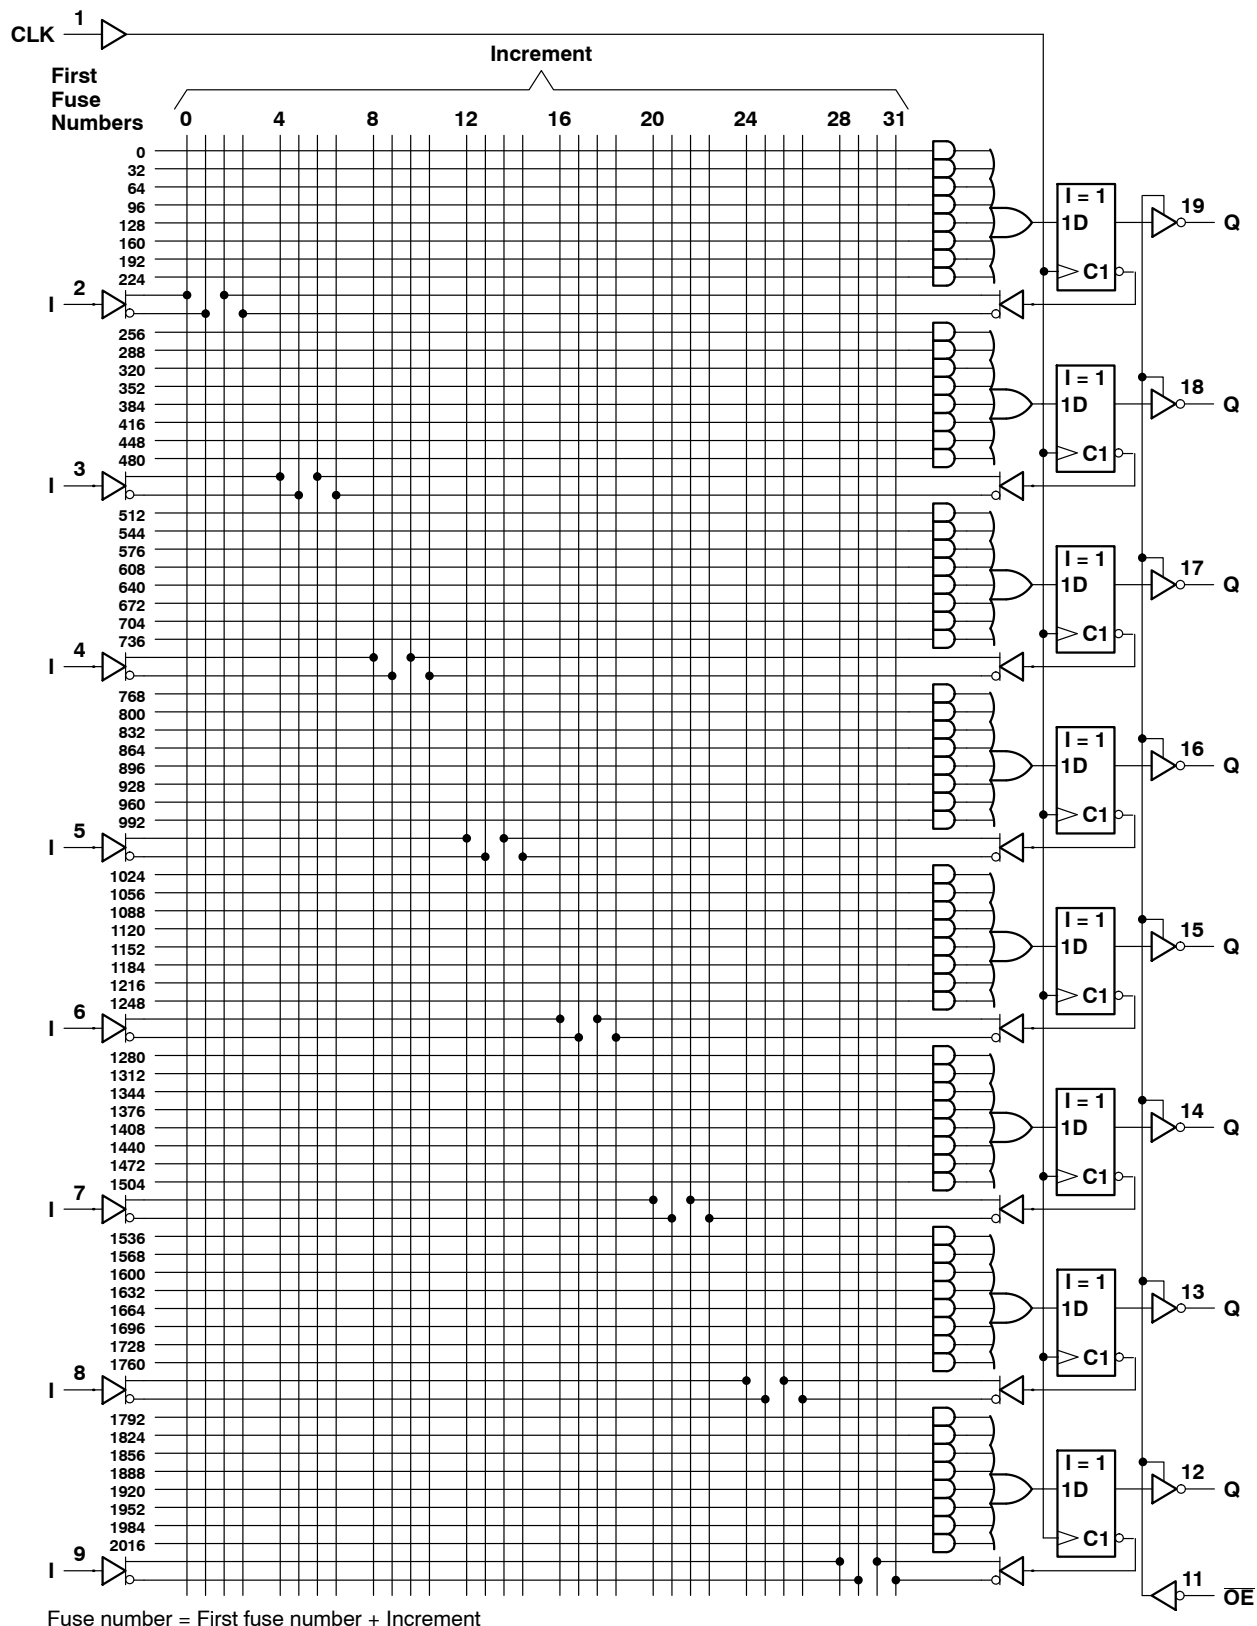 1
CLK
Increment
First
Fuse
Numbers
0 4 8 12 16 20 24 28 31
0
32
64
96
128
160
192
224
I = 1
1D
C1
19
Q
2
I
256
288
320
352
384
416
448
480
I = 1
1D
C1
18
Q
3
I
512
544
576
608
640
672
704
736
I = 1
1D
C1
17
Q
4
I
768
800
832
864
896
928
960
992
I = 1
1D
C1
16
Q
5
I
1024
1056
1088
1120
1152
1184
1216
1248
I = 1
1D
C1
15
Q
6
I
1280
1312
1344
1376
1408
1440
1472
1504
I = 1
1D
C1
14
Q
7
I
1536
1568
1600
1632
1664
1696
1728
1760
I = 1
1D
C1
13
Q
8
I
1792
1824
1856
1888
1920
1952
1984
2016
I = 1
1D
C1
12
Q
9
I
11
O̅E̅
Fuse number = First fuse number + Increment